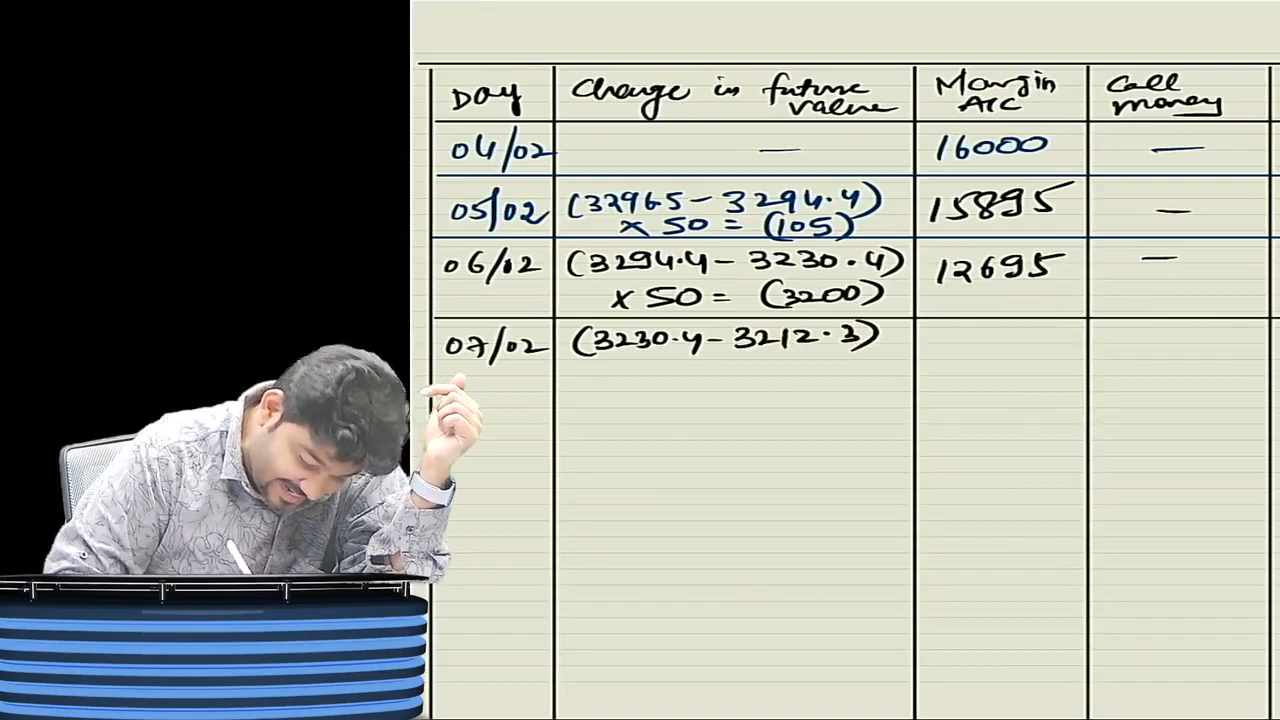 Day Change in future value Margin A/C Call money
04/02 — 16000 —
05/02 (3296.5 - 3294.4) x 50 = (105) 15895 —
06/02 (3294.4 - 3230.4) x 50 = (3200) 12695 —
07/02 (3230.4 - 3212.3)